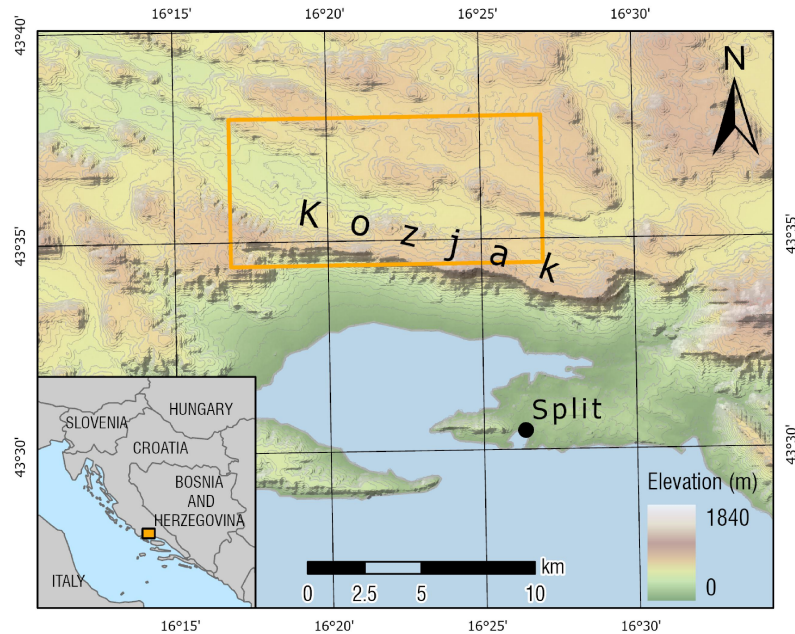 16°15' 16°20' 16°25' 16°30'
43°40'
N
Kozjak
43°35' 43°35'
Split
43°30' 43°30'
SLOVENIA
HUNGARY
CROATIA
BOSNIA
AND
HERZEGOVINA
ITALY
Elevation (m)
1840
0
km
0 2.5 5 10
16°15' 16°20' 16°25' 16°30'